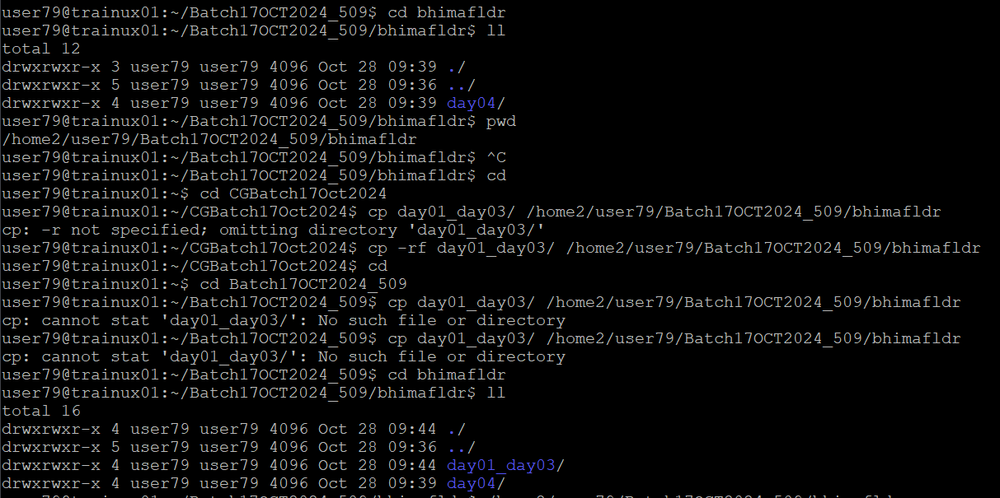 user79@trainux01:~/Batch17OCT2024_509$ cd bhimafldr
user79@trainux01:~/Batch17OCT2024_509/bhimafldr$ ll
total 12
drwxrwxr-x 3 user79 user79 4096 Oct 28 09:39 ./
drwxrwxr-x 5 user79 user79 4096 Oct 28 09:36 ../
drwxrwxr-x 4 user79 user79 4096 Oct 28 09:39 day04/
user79@trainux01:~/Batch17OCT2024_509/bhimafldr$ pwd
/home2/user79/Batch17OCT2024_509/bhimafldr
user79@trainux01:~/Batch17OCT2024_509/bhimafldr$ ^C
user79@trainux01:~/Batch17OCT2024_509/bhimafldr$ cd
user79@trainux01:~$ cd CGBatch17Oct2024
user79@trainux01:~/CGBatch17Oct2024$ cp day01_day03/ /home2/user79/Batch17OCT2024_509/bhimafldr
cp: -r not specified; omitting directory 'day01_day03/'
user79@trainux01:~/CGBatch17Oct2024$ cp -rf day01_day03/ /home2/user79/Batch17OCT2024_509/bhimafldr
user79@trainux01:~/CGBatch17Oct2024$ cd
user79@trainux01:~$ cd Batch17OCT2024_509
user79@trainux01:~/Batch17OCT2024_509$ cp day01_day03/ /home2/user79/Batch17OCT2024_509/bhimafldr
cp: cannot stat 'day01_day03/': No such file or directory
user79@trainux01:~/Batch17OCT2024_509$ cp day01_day03/ /home2/user79/Batch17OCT2024_509/bhimafldr
cp: cannot stat 'day01_day03/': No such file or directory
user79@trainux01:~/Batch17OCT2024_509$ cd bhimafldr
user79@trainux01:~/Batch17OCT2024_509/bhimafldr$ ll
total 16
drwxrwxr-x 4 user79 user79 4096 Oct 28 09:44 ./
drwxrwxr-x 5 user79 user79 4096 Oct 28 09:36 ../
drwxrwxr-x 4 user79 user79 4096 Oct 28 09:44 day01_day03/
drwxrwxr-x 4 user79 user79 4096 Oct 28 09:39 day04/